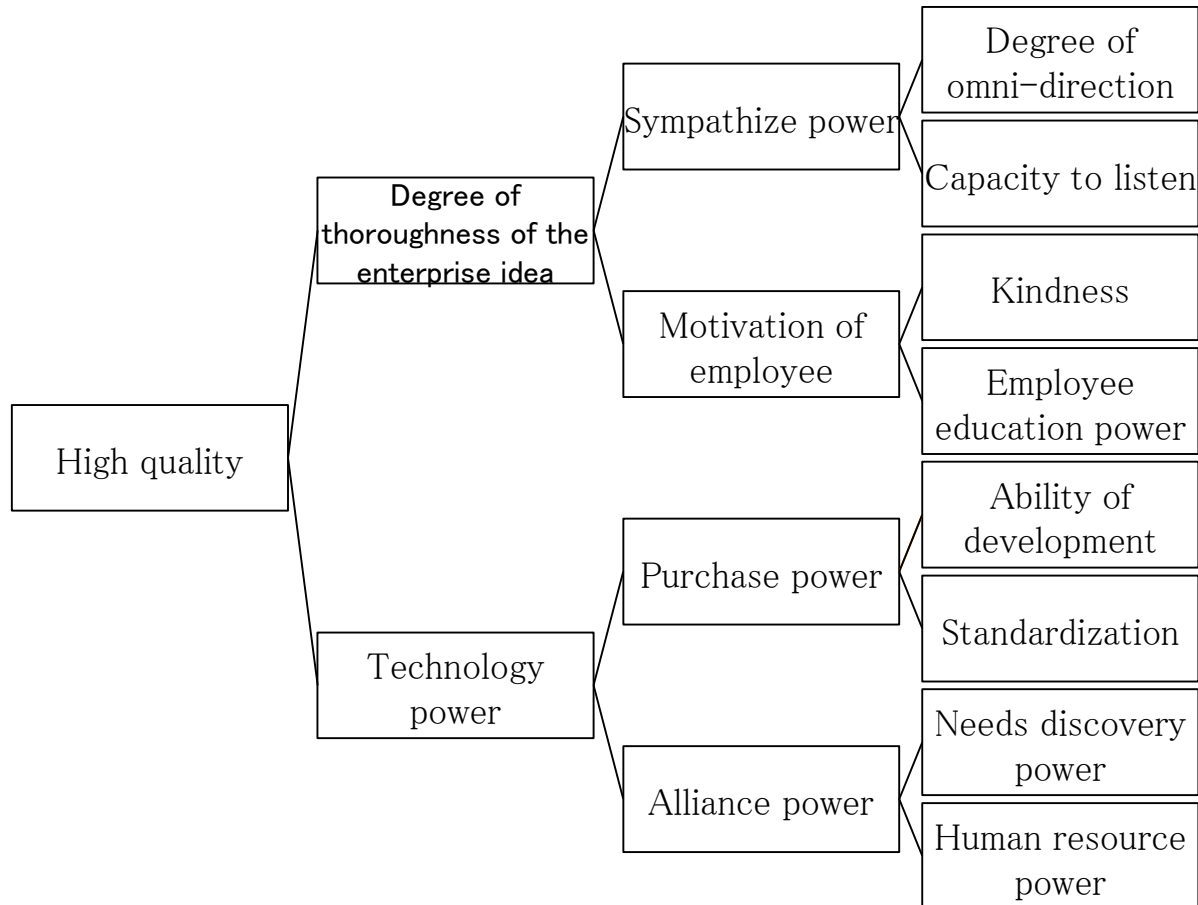 High quality
Degree of
thoroughness of the
enterprise idea
Technology
power
Sympathize power
Motivation of
employee
Purchase power
Alliance power
Degree of
omni-direction
Capacity to listen
Kindness
Employee
education power
Ability of
development
Standardization
Needs discovery
power
Human resource
power